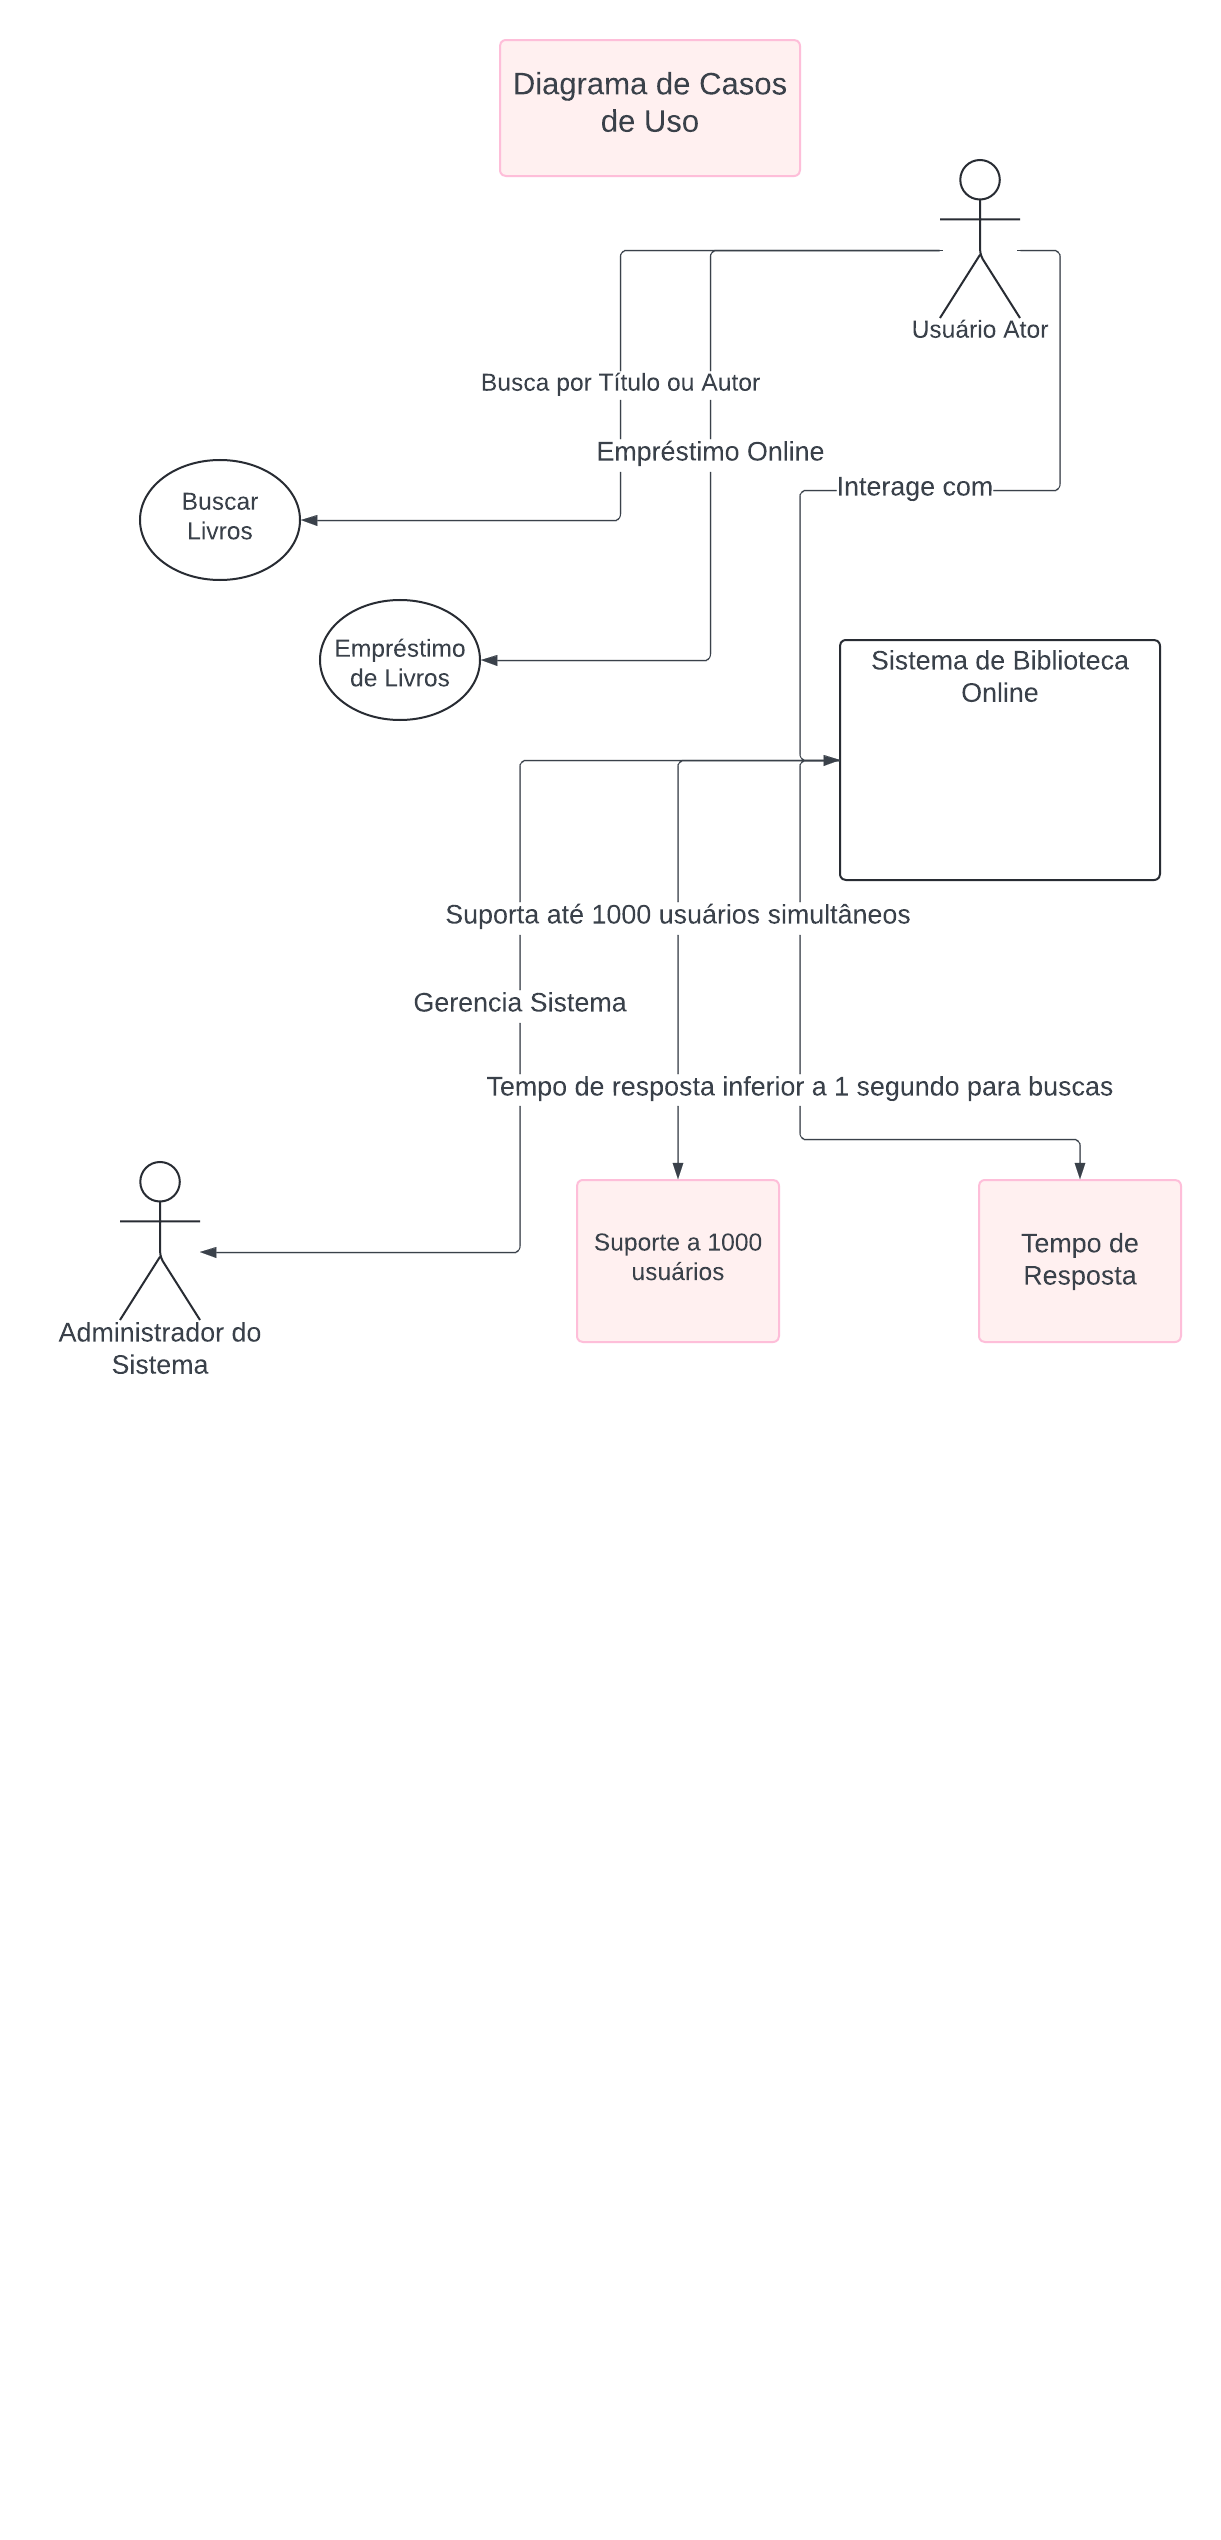 Diagrama de Casos
de Uso
Usuário Ator
Busca por Título ou Autor
Empréstimo Online
Interage com
Buscar
Livros
Empréstimo
de Livros
Sistema de Biblioteca
Online
Suporta até 1000 usuários simultâneos
Gerencia Sistema
Tempo de resposta inferior a 1 segundo para buscas
Suporte a 1000
usuários
Tempo de
Resposta
Administrador do
Sistema